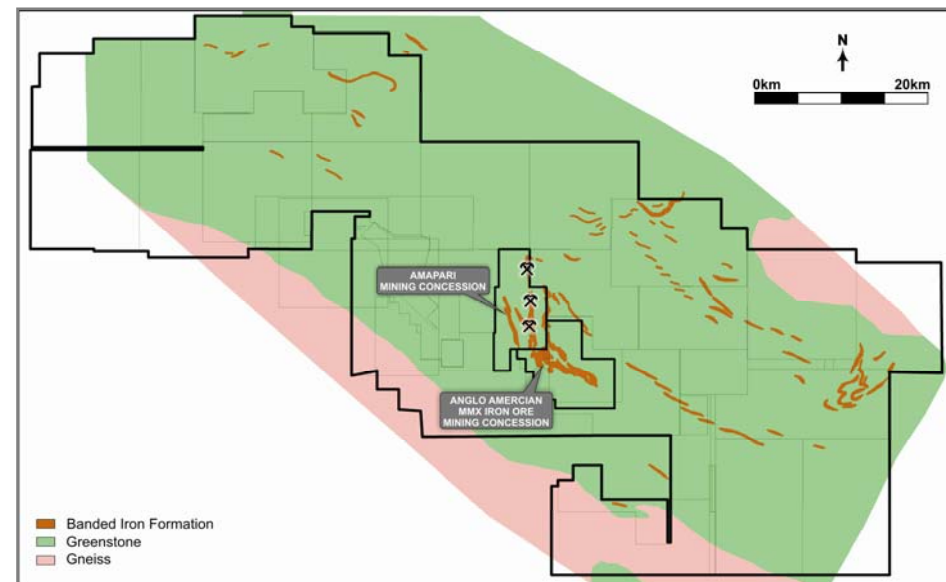 N
0km 20km
AMAPARI
MINING CONCESSION
ANGLO AMERCIAN
MMX IRON ORE
MINING CONCESSION
Banded Iron Formation
Greenstone
Gneiss